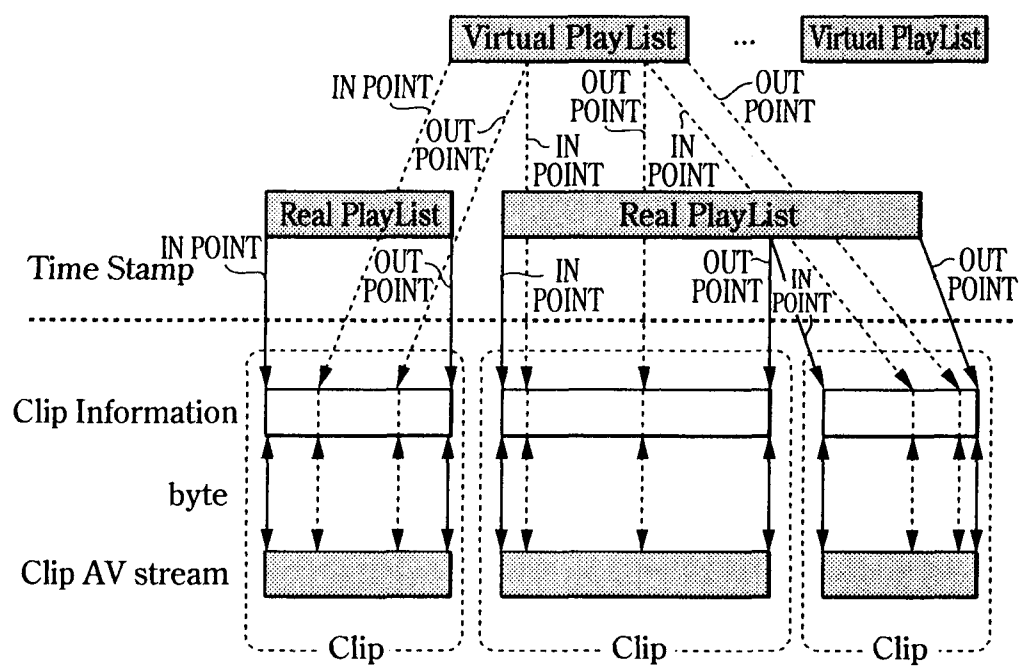 Virtual PlayList ... Virtual PlayList
IN POINT
OUT
POINT
IN
POINT
OUT
POINT
IN
POINT
OUT
POINT
Real PlayList
Real PlayList
Time Stamp
IN POINT
OUT
POINT
IN
POINT
OUT
POINT
IN
POINT
OUT
POINT
Clip Information
byte
Clip AV stream
Clip
Clip
Clip